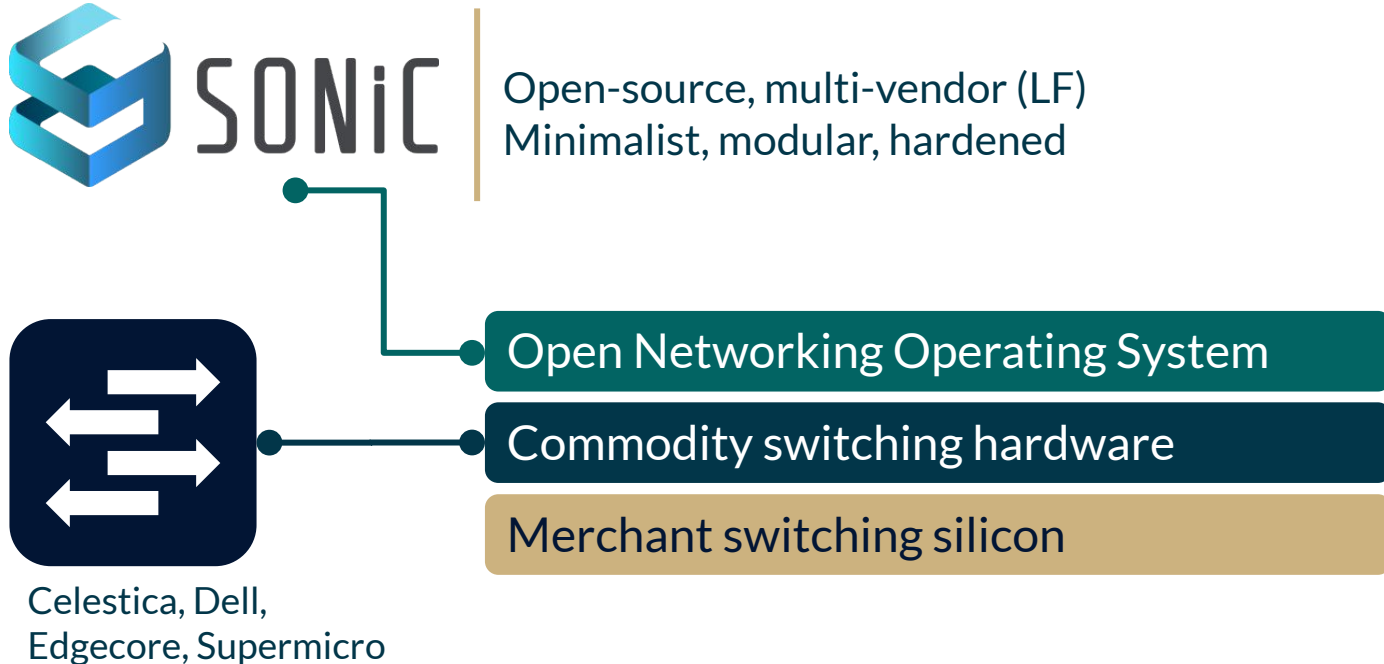 SONiC
Open-source, multi-vendor (LF)
Minimalist, modular, hardened
Open Networking Operating System
Commodity switching hardware
Merchant switching silicon
Celestica, Dell,
Edgecore, Supermicro